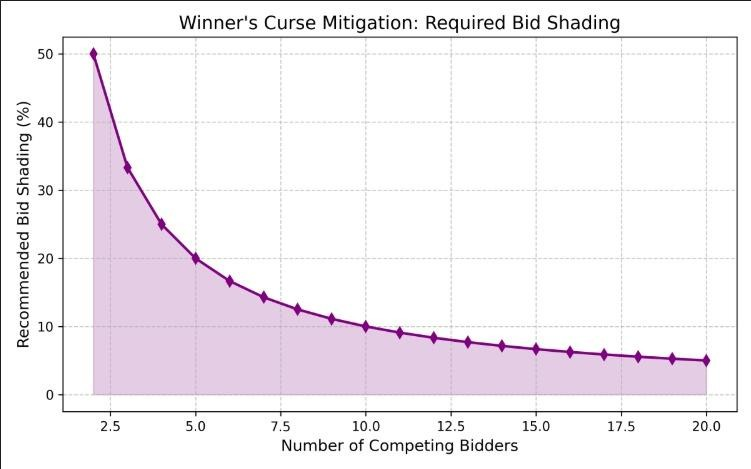 Winner's Curse Mitigation: Required Bid Shading
Recommended Bid Shading (%)
50
40
30
20
10
0
2.5 5.0 7.5 10.0 12.5 15.0 17.5 20.0
Number of Competing Bidders